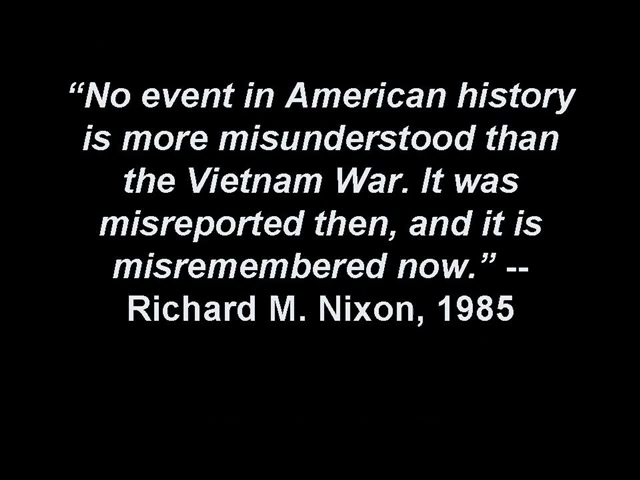 “No event in American history
is more misunderstood than
the Vietnam War. It was
misreported then, and it is
misremembered now.” --
Richard M. Nixon, 1985